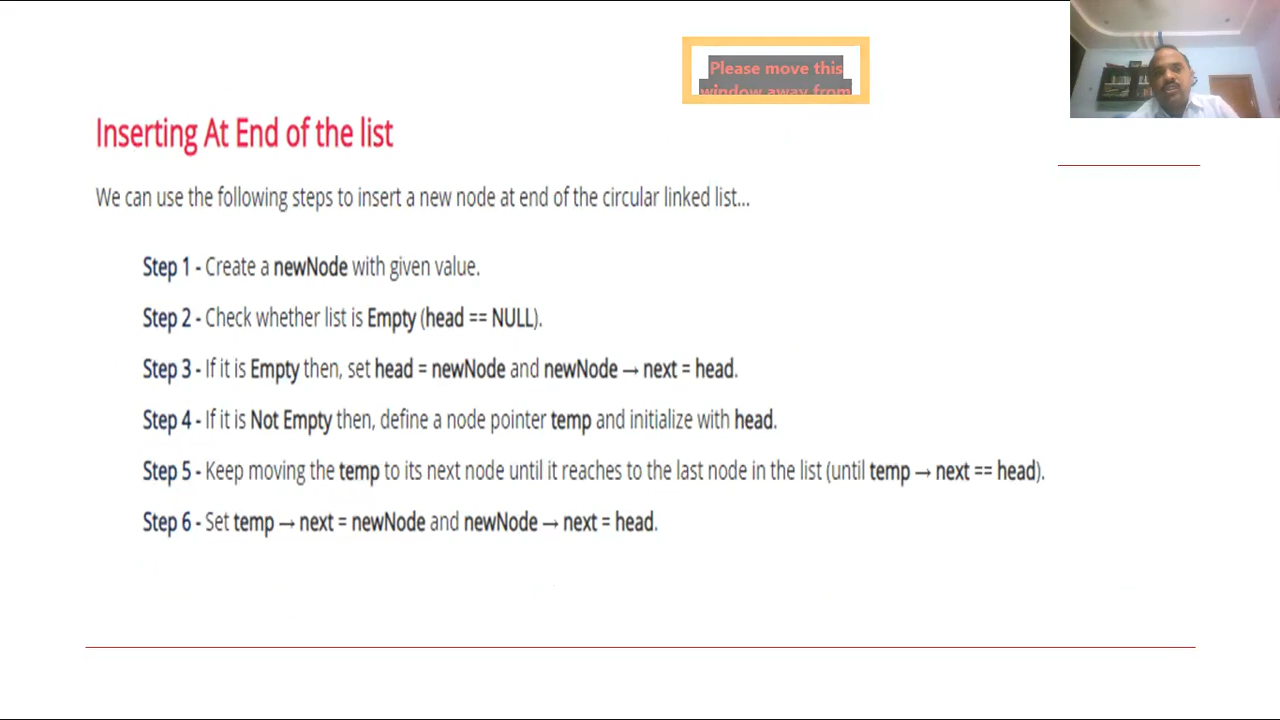 Please move this
window away from
Inserting At End of the list
We can use the following steps to insert a new node at end of the circular linked list...
Step 1 - Create a newNode with given value.
Step 2 - Check whether list is Empty (head == NULL).
Step 3 - If it is Empty then, set head = newNode and newNode → next = head.
Step 4 - If it is Not Empty then, define a node pointer temp and initialize with head.
Step 5 - Keep moving the temp to its next node until it reaches to the last node in the list (until temp → next == head).
Step 6 - Set temp → next = newNode and newNode → next = head.